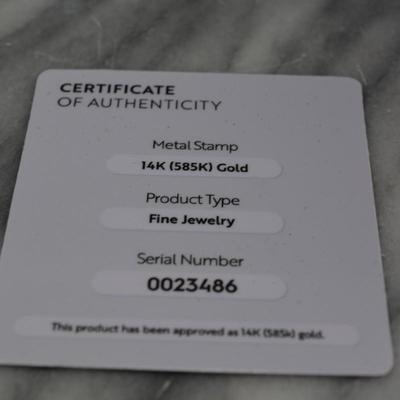 CERTIFICATE
OF AUTHENTICITY
Metal Stamp
14K (585K) Gold
Product Type
Fine Jewelry
Serial Number
0023486
This product has been approved as 14K (585k) gold.